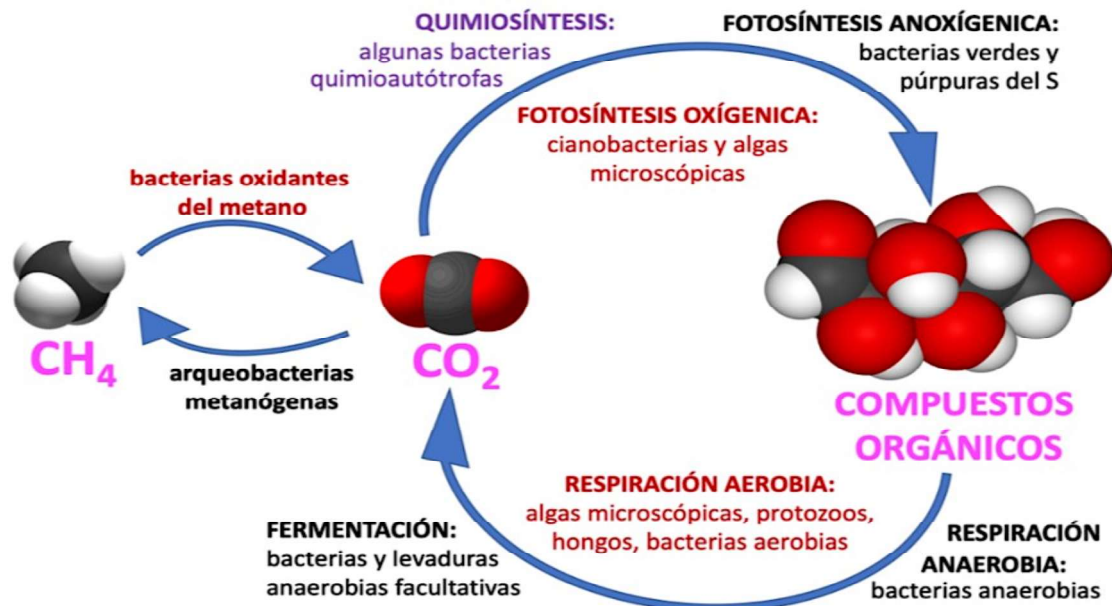 QUIMIOSÍNTESIS:
algunas bacterias
quimioautótrofas
FOTOSÍNTESIS ANOXÍGENICA:
bacterias verdes y
púrpuras del S
FOTOSÍNTESIS OXÍGENICA:
cianobacterias y algas
microscópicas
bacterias oxidantes
del metano
CH₄
arqueobacterias
metanógenas
CO₂
COMPUESTOS
ORGÁNICOS
RESPIRACIÓN AEROBIA:
algas microscópicas, protozoos,
hongos, bacterias aerobias
FERMENTACIÓN:
bacterias y levaduras
anaerobias facultativas
RESPIRACIÓN
ANAEROBIA:
bacterias anaerobias